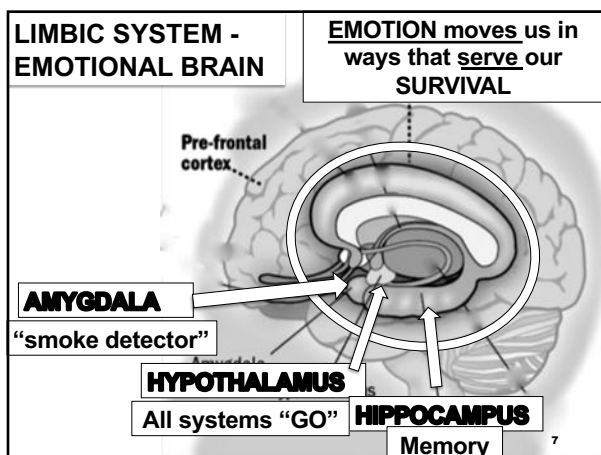 LIMBIC SYSTEM -
EMOTIONAL BRAIN
EMOTION moves us in
ways that serve our
SURVIVAL
Pre-frontal
cortex
AMYGDALA
“smoke detector”
Amygdala
HYPOTHALAMUS
All systems “GO”
HIPPOCAMPUS
Memory
7